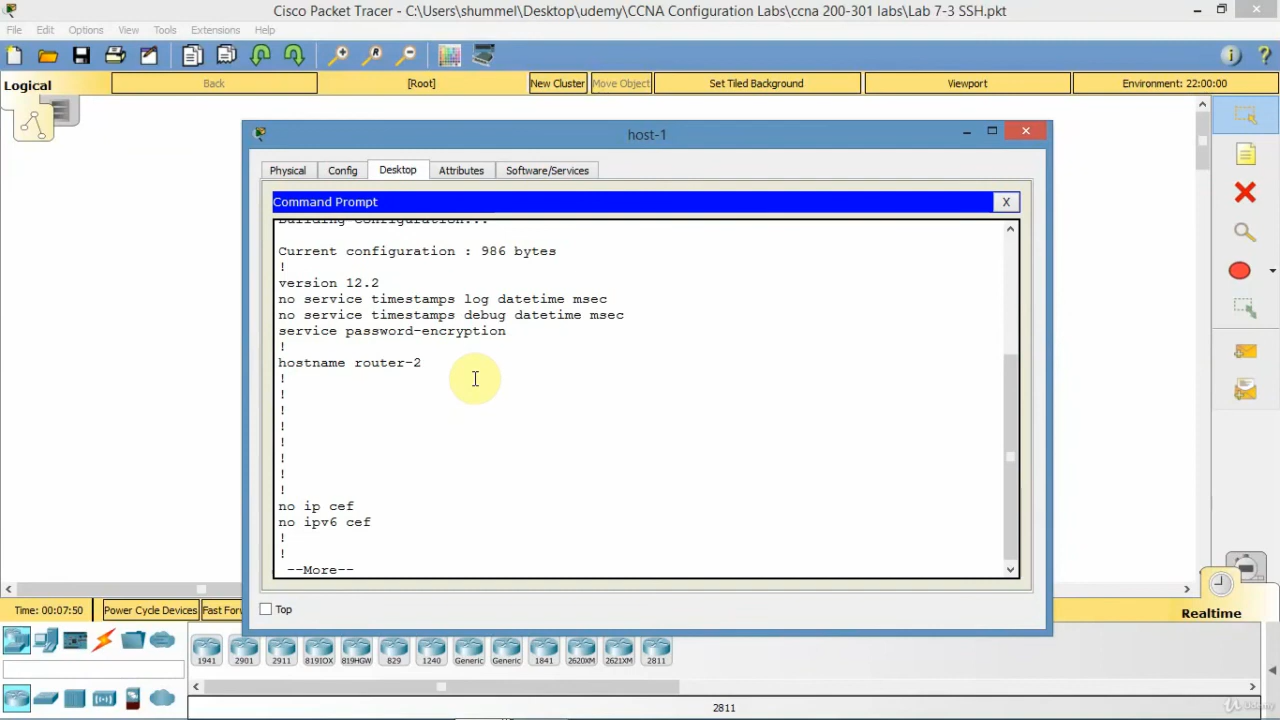 Cisco Packet Tracer - C:\Users\shummel\Desktop\udemy\CCNA Configuration Labs\ccna 200-301 labs\Lab 7-3 SSH.pkt
File Edit Options View Tools Extensions Help
Logical Back [Root] New Cluster Move Object Set Tiled Background Viewport Environment: 22:00:00
host-1
Physical Config Desktop Attributes Software/Services
Command Prompt X
Building configuration...
Current configuration : 986 bytes
!
version 12.2
no service timestamps log datetime msec
no service timestamps debug datetime msec
service password-encryption
!
hostname router-2
!
!
!
!
!
!
!
!
no ip cef
no ipv6 cef
!
!
--More--
Top
Time: 00:07:50 Power Cycle Devices Fast For
Realtime
1941 2901 2911 819IOX 819HGW 829 1240 Generic Generic 1841 2620XM 2621XM 2811
2811
Udemy